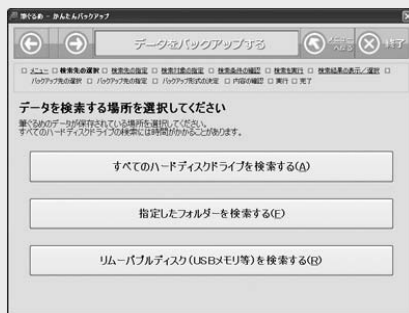 筆ぐるめ - かんたんバックアップ
データをバックアップする
メニュー
へ戻る
終了
□ メニュー □ 検索先の選択 □ 検索先の指定 □ 検索対象の指定 □ 検索条件の確認 □ 検索を実行 □ 検索結果の表示/選択 □
バックアップ先の選択 □ バックアップ先の指定 □ バックアップ形式の決定 □ 内容の確認 □ 実行 □ 完了
データを検索する場所を選択してください
筆ぐるめのデータが保存されている場所を選択してください。
すべてのハードディスクドライブの検索には時間がかかることがあります。
すべてのハードディスクドライブを検索する(A)
指定したフォルダーを検索する(F)
リムーバブルディスク(USBメモリ等)を検索する(R)